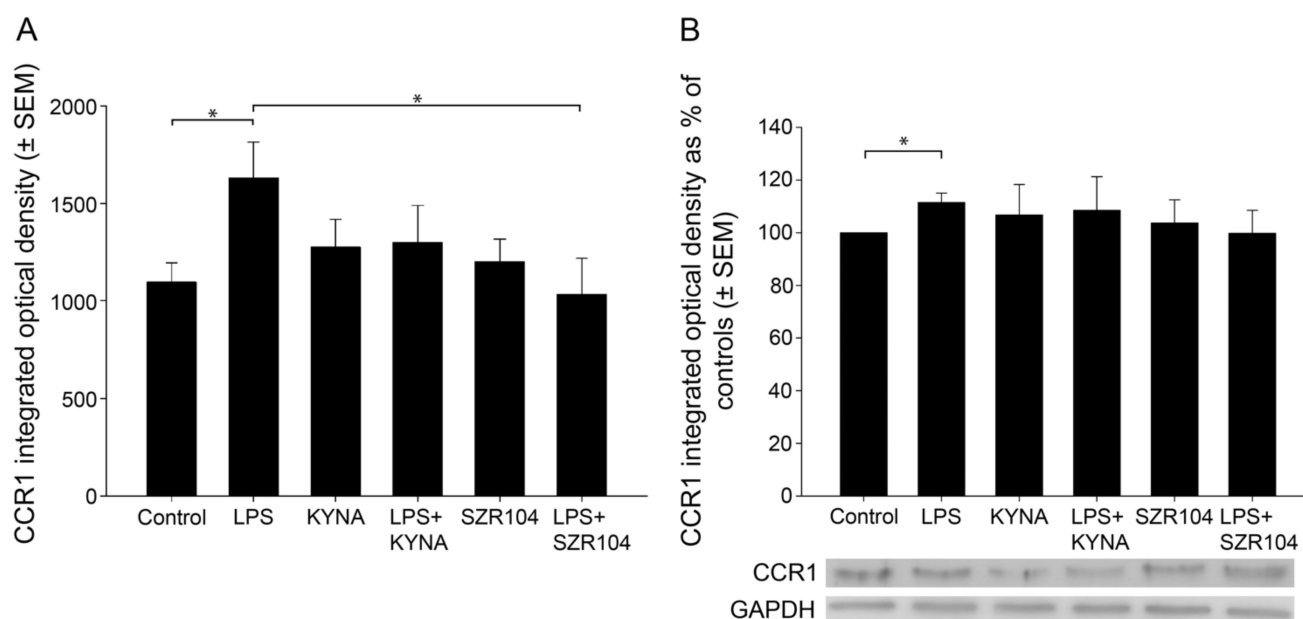 A
CCR1 integrated optical density (± SEM)
2000
1500
1000
500
0
*
*
Control
LPS
KYNA
LPS+
KYNA
SZR104
LPS+
SZR104
B
CCR1 integrated optical density as % of
controls (± SEM)
140
120
100
80
60
40
20
0
*
Control
LPS
KYNA
LPS+
KYNA
SZR104
LPS+
SZR104
CCR1
GAPDH